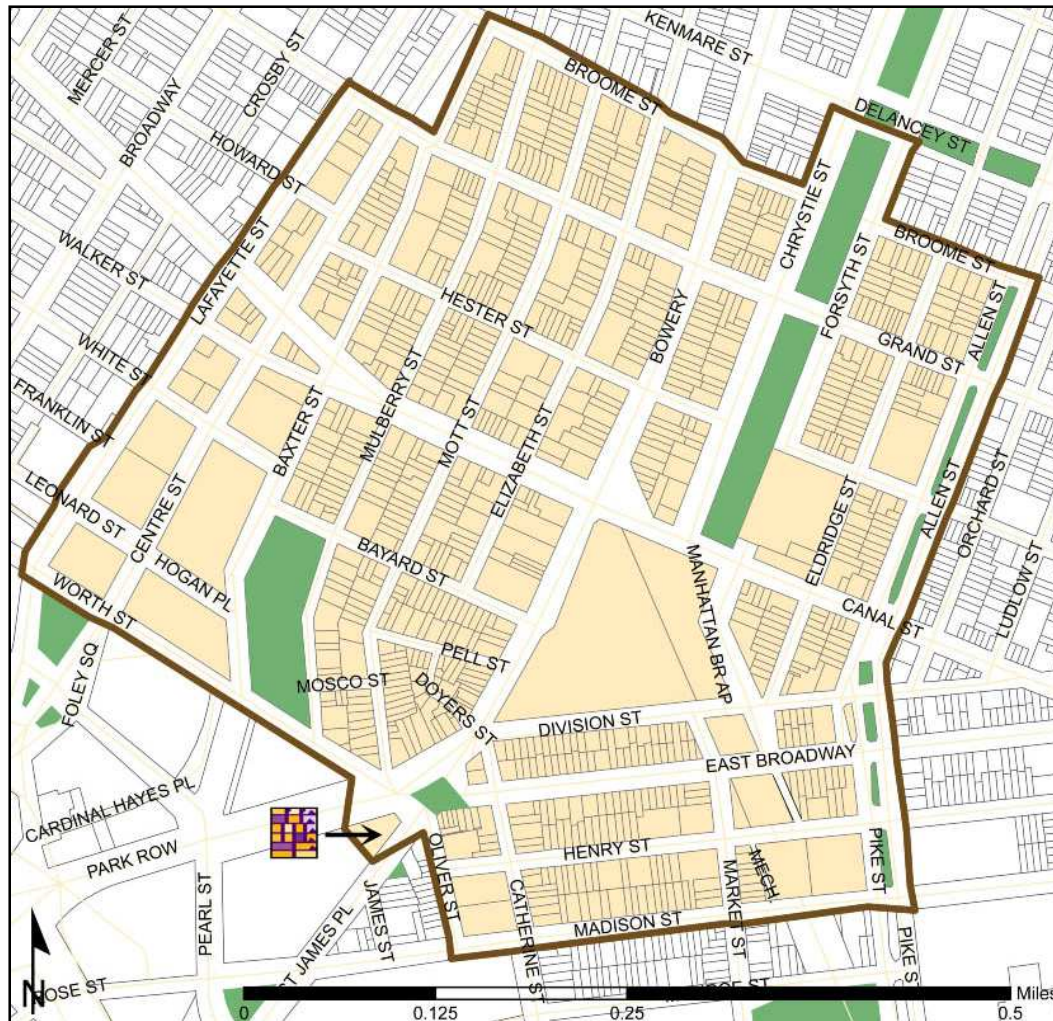 KENMARE ST
MERCER ST
CROSBY ST
BROOME ST
BROADWAY
DELANCEY ST
HOWARD ST
CHRYSTIE ST
WALKER ST
LAFAYETTE ST
FORSYTH ST
BROOME ST
HESTER ST
BOWERY
ALLEN ST
GRAND ST
WHITE ST
MULBERRY ST
BAXTER ST
MOTT ST
FRANKLIN ST
ELIZABETH ST
ALLEN ST
ORCHARD ST
LEONARD ST
CENTRE ST
ELDRIDGE ST
BAYARD ST
MANHATTAN BR AP
LUDLOW ST
HOGAN PL
CANAL ST
WORTH ST
PELL ST
MOSCO ST
DOYERS ST
FOLEY SQ
DIVISION ST
EAST BROADWAY
CARDINAL HAYES PL
PARK ROW
HENRY ST
OLIVER ST
MECH.
PIKE ST
MARKET ST
CATHERINE ST
JAMES ST
PEARL ST
MADISON ST
ST JAMES PL
PIKE S
N
OSE ST
Miles
0
0.125
0.25
0.5